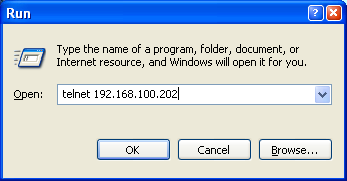 Run
Type the name of a program, folder, document, or
Internet resource, and Windows will open it for you.
Open: telnet 192.168.100.202
OK Cancel Browse...